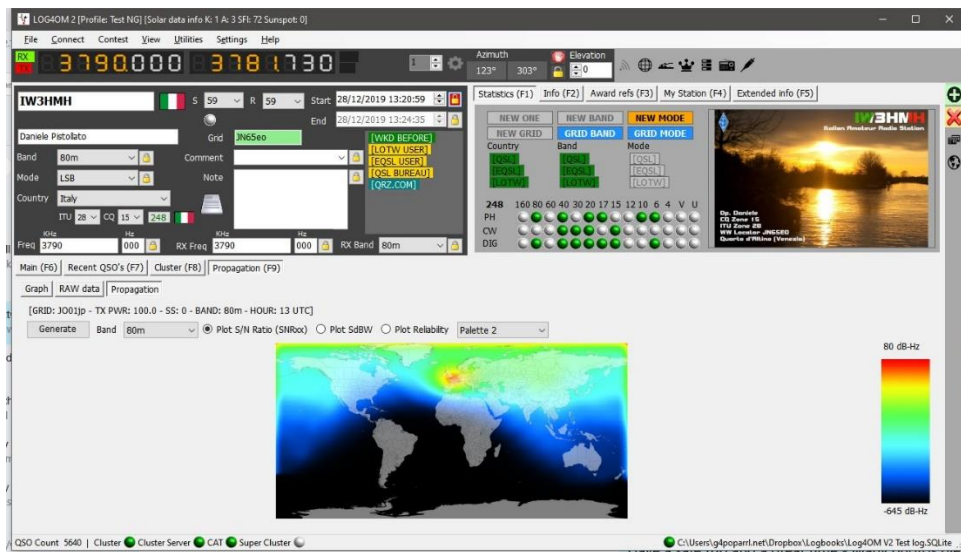 LOG4OM 2 [Profile: Test NG] [Solar data info K: 1 A: 3 SFI: 72 Sunspot: 0]
File Connect Contest View Utilities Settings Help
RX 3790.000 3781.730 1 Azimuth Elevation
TX 123° 303° 0
IW3HMH S 59 R 59 Start 28/12/2019 13:20:59
End 28/12/2019 13:24:35
Daniele Pistollato Grid JN65eo [WKD BEFORE]
[LOTW USER]
Band 80m Comment [EQSL USER]
[QSL BUREAU]
Mode LSB Note [QRZ.COM]
Country Italy
ITU 28 CQ 15 248
KHz Hz KHz Hz
Freq 3790 000 RX Freq 3790 000 RX Band 80m
Statistics (F1) Info (F2) Award refs (F3) My Station (F4) Extended info (F5)
NEW ONE NEW BAND NEW MODE
NEW GRID GRID BAND GRID MODE
Country Band Mode
[QSL] [QSL] [QSL]
[EQSL] [EQSL] [EQSL]
[LOTW] [LOTW] [LOTW]
248 160 80 60 40 30 20 17 15 12 10 6 4 V U
PH
CW
DIG
IW3HMH
Italian Amateur Radio Station
Op. Daniele
CQ Zone 15
ITU Zone 28
WW Locator JN65EO
Quarto d'Altino (Venezia)
Main (F6) Recent QSO's (F7) Cluster (F8) Propagation (F9)
Graph RAW data Propagation
[GRID: JO01jp - TX PWR: 100.0 - SS: 0 - BAND: 80m - HOUR: 13 UTC]
Generate Band 80m Plot S/N Ratio (SNRxx) Plot SdBW Plot Reliability Palette 2
80 dB-Hz
-645 dB-Hz
QSO Count 5640 | Cluster Cluster Server CAT Super Cluster C:\Users\g4poparrl.net\Dropbox\Logbooks\Log4OM V2 Test log.SQLite